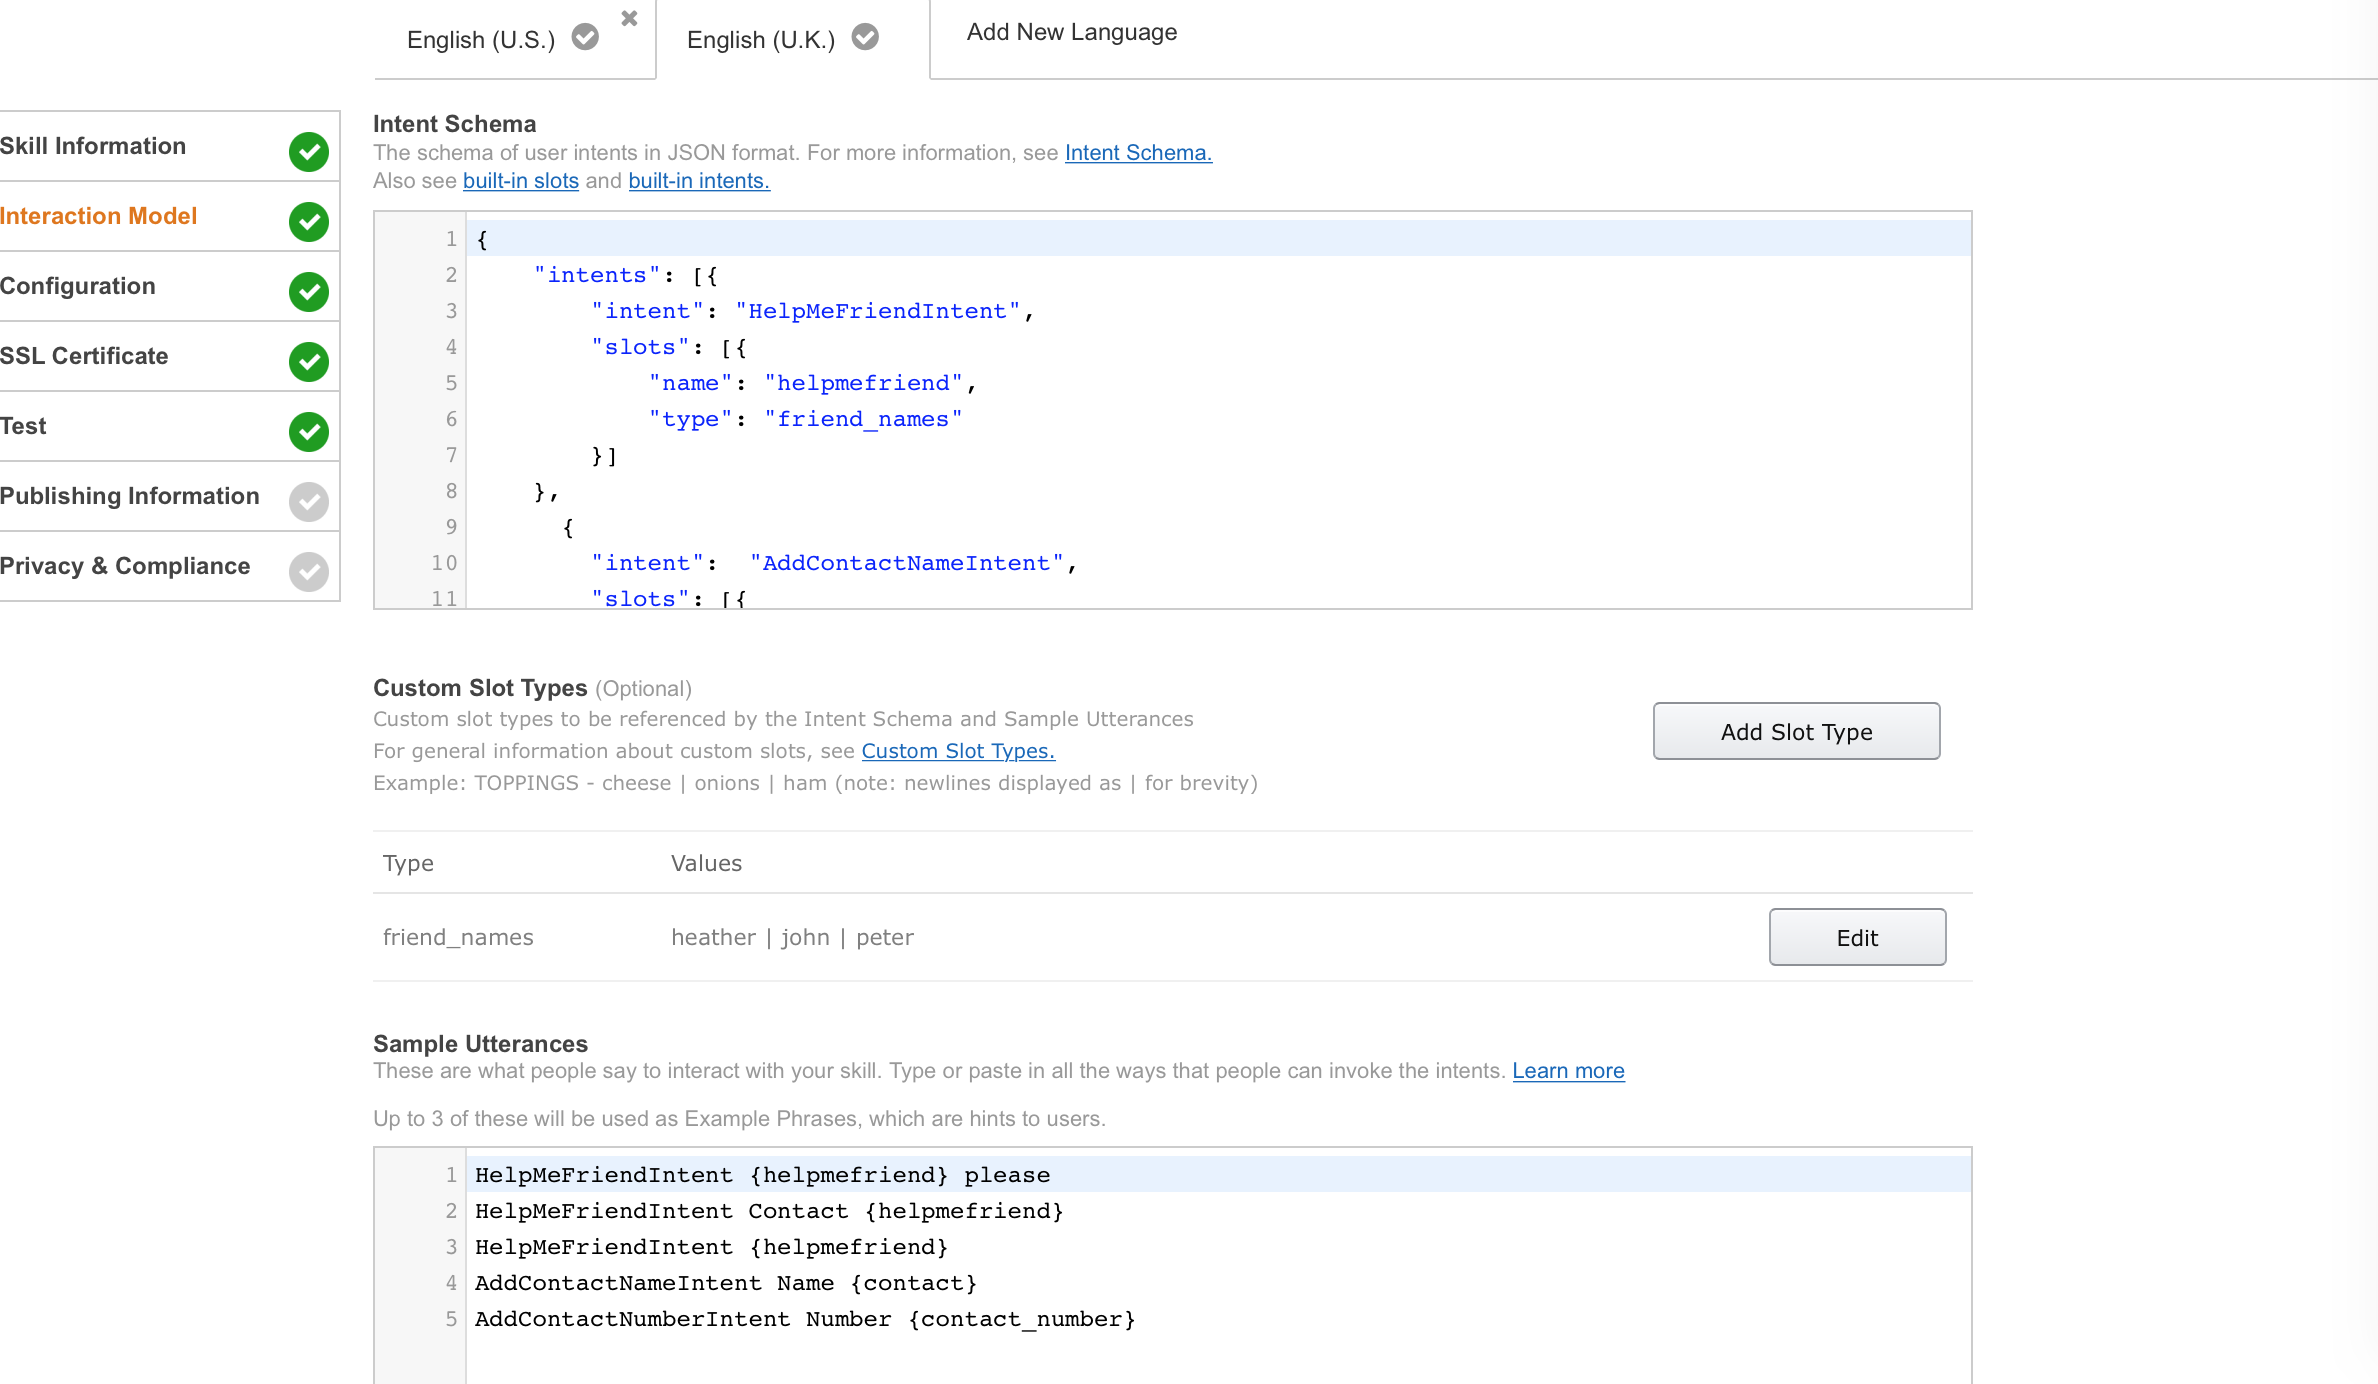 English (U.S.)
English (U.K.)
Add New Language
Skill Information
Interaction Model
Configuration
SSL Certificate
Test
Publishing Information
Privacy & Compliance
Intent Schema
The schema of user intents in JSON format. For more information, see Intent Schema.
Also see built-in slots and built-in intents.
1 {
2     "intents": [{
3         "intent": "HelpMeFriendIntent",
4         "slots": [{
5             "name": "helpmefriend",
6             "type": "friend_names"
7         }]
8     },
9       {
10         "intent":  "AddContactNameIntent",
11         "slots": [{
Custom Slot Types (Optional)
Custom slot types to be referenced by the Intent Schema and Sample Utterances
For general information about custom slots, see Custom Slot Types.
Example: TOPPINGS - cheese | onions | ham (note: newlines displayed as | for brevity)
Add Slot Type
Type Values
friend_names heather | john | peter
Edit
Sample Utterances
These are what people say to interact with your skill. Type or paste in all the ways that people can invoke the intents. Learn more
Up to 3 of these will be used as Example Phrases, which are hints to users.
1 HelpMeFriendIntent {helpmefriend} please
2 HelpMeFriendIntent Contact {helpmefriend}
3 HelpMeFriendIntent {helpmefriend}
4 AddContactNameIntent Name {contact}
5 AddContactNumberIntent Number {contact_number}